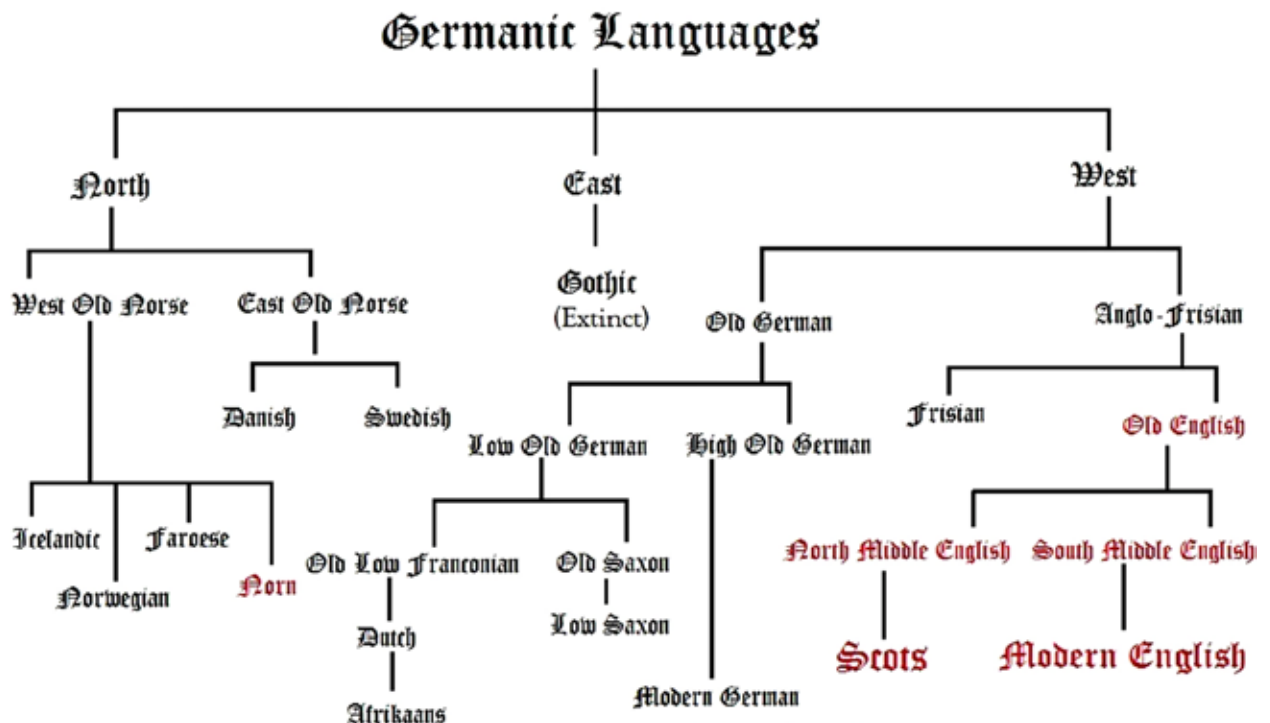 Germanic Languages
North
East
West
West Old Norse
East Old Norse
Gothic
(Extinct)
Old German
Anglo-Frisian
Danish
Swedish
Low Old German
High Old German
Frisian
Old English
Icelandic
Norwegian
Faroese
Norn
Old Low Franconian
Old Saxon
North Middle English
South Middle English
Dutch
Low Saxon
Scots
Modern English
Afrikaans
Modern German